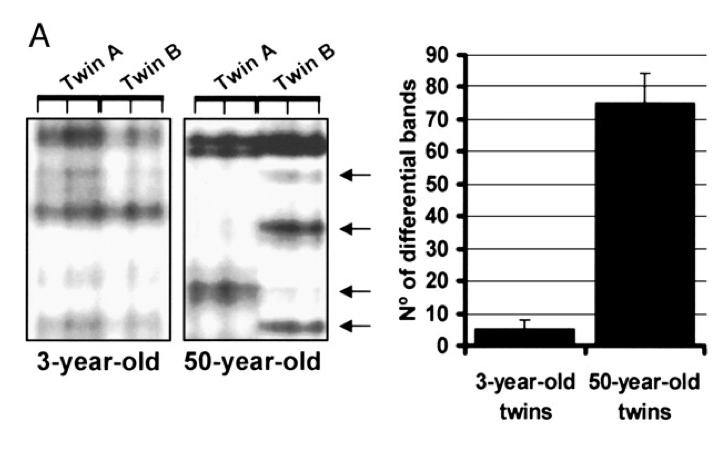 A
Twin A
Twin B
Twin A
Twin B
3-year-old
50-year-old
Nº of differential bands
90
80
70
60
50
40
30
20
10
0
3-year-old
twins
50-year-old
twins